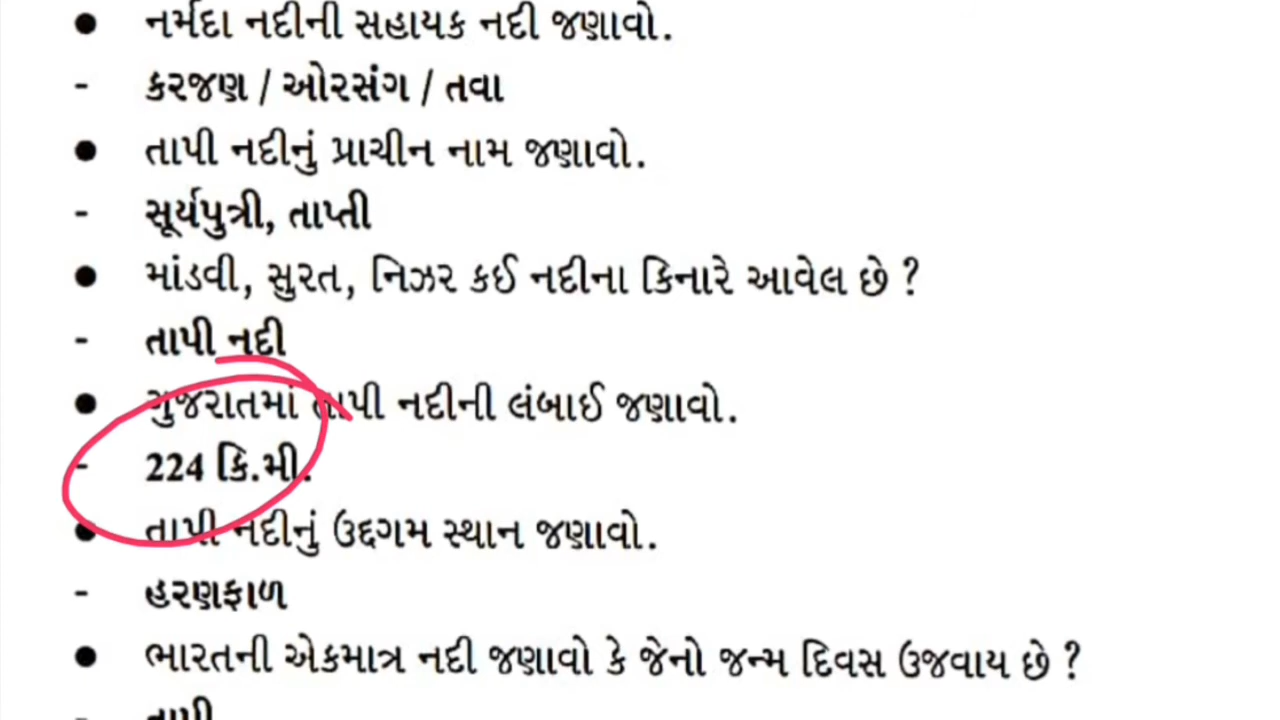 ● નર્મદા નદીની સહાયક નદી જણાવો.
- કરજણ / ઓરસંગ / તવા
● તાપી નદીનું પ્રાચીન નામ જણાવો.
- સૂર્યપુત્રી, તાપ્તી
● માંડવી, સુરત, નિઝર કઈ નદીના કિનારે આવેલ છે ?
- તાપી નદી
● ગુજરાતમાં તાપી નદીની લંબાઈ જણાવો.
- 224 કિ.મી.
● તાપી નદીનું ઉદ્દગમ સ્થાન જણાવો.
- હરણફાળ
● ભારતની એકમાત્ર નદી જણાવો કે જેનો જન્મ દિવસ ઉજવાય છે ?
- તાપી